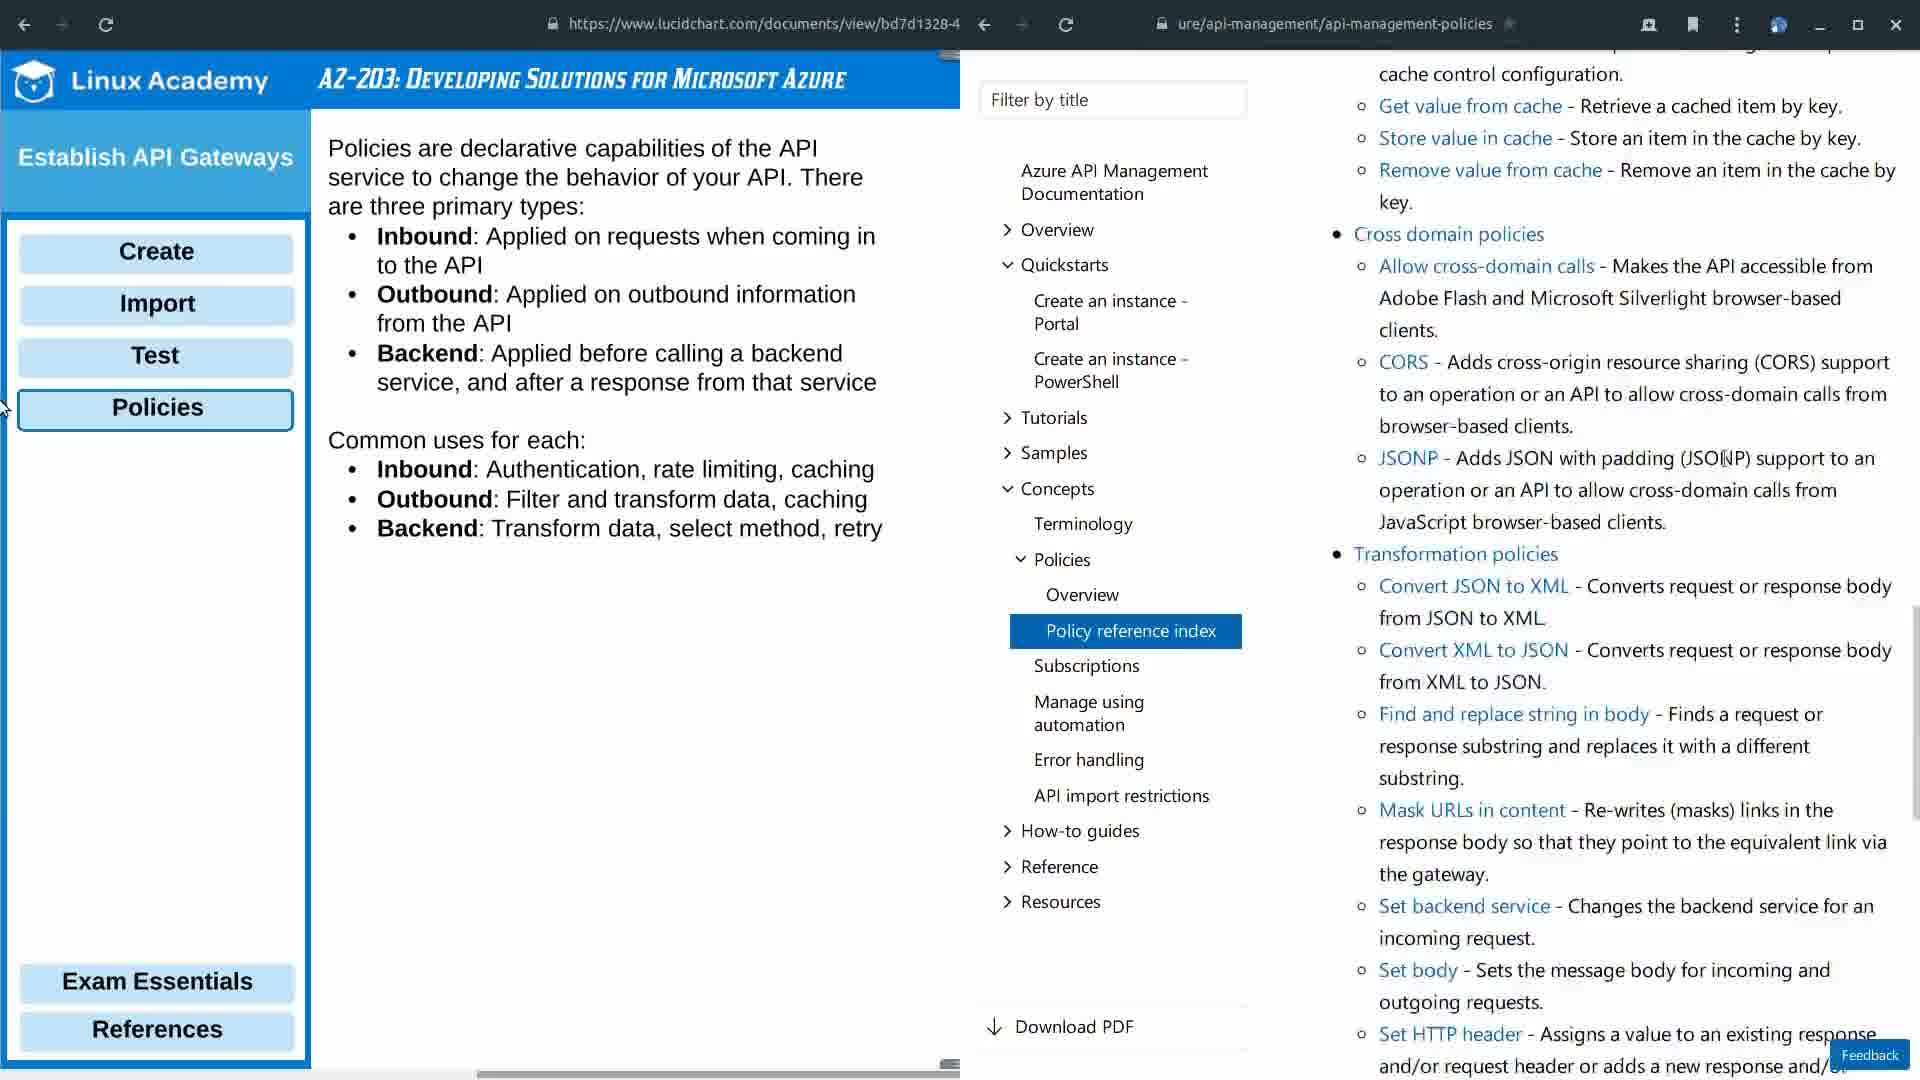 https://www.lucidchart.com/documents/view/bd7d1328-4
Linux Academy
AZ-203: Developing Solutions for Microsoft Azure
Establish API Gateways
Create
Import
Test
Policies
Exam Essentials
References
Policies are declarative capabilities of the API
service to change the behavior of your API. There
are three primary types:
• Inbound: Applied on requests when coming in
to the API
• Outbound: Applied on outbound information
from the API
• Backend: Applied before calling a backend
service, and after a response from that service
Common uses for each:
• Inbound: Authentication, rate limiting, caching
• Outbound: Filter and transform data, caching
• Backend: Transform data, select method, retry
ure/api-management/api-management-policies
Filter by title
Azure API Management
Documentation
Overview
Quickstarts
Create an instance -
Portal
Create an instance -
PowerShell
Tutorials
Samples
Concepts
Terminology
Policies
Overview
Policy reference index
Subscriptions
Manage using
automation
Error handling
API import restrictions
How-to guides
Reference
Resources
Download PDF
cache control configuration.
Get value from cache - Retrieve a cached item by key.
Store value in cache - Store an item in the cache by key.
Remove value from cache - Remove an item in the cache by
key.
Cross domain policies
Allow cross-domain calls - Makes the API accessible from
Adobe Flash and Microsoft Silverlight browser-based
clients.
CORS - Adds cross-origin resource sharing (CORS) support
to an operation or an API to allow cross-domain calls from
browser-based clients.
JSONP - Adds JSON with padding (JSONP) support to an
operation or an API to allow cross-domain calls from
JavaScript browser-based clients.
Transformation policies
Convert JSON to XML - Converts request or response body
from JSON to XML.
Convert XML to JSON - Converts request or response body
from XML to JSON.
Find and replace string in body - Finds a request or
response substring and replaces it with a different
substring.
Mask URLs in content - Re-writes (masks) links in the
response body so that they point to the equivalent link via
the gateway.
Set backend service - Changes the backend service for an
incoming request.
Set body - Sets the message body for incoming and
outgoing requests.
Set HTTP header - Assigns a value to an existing response
and/or request header or adds a new response and/
Feedback